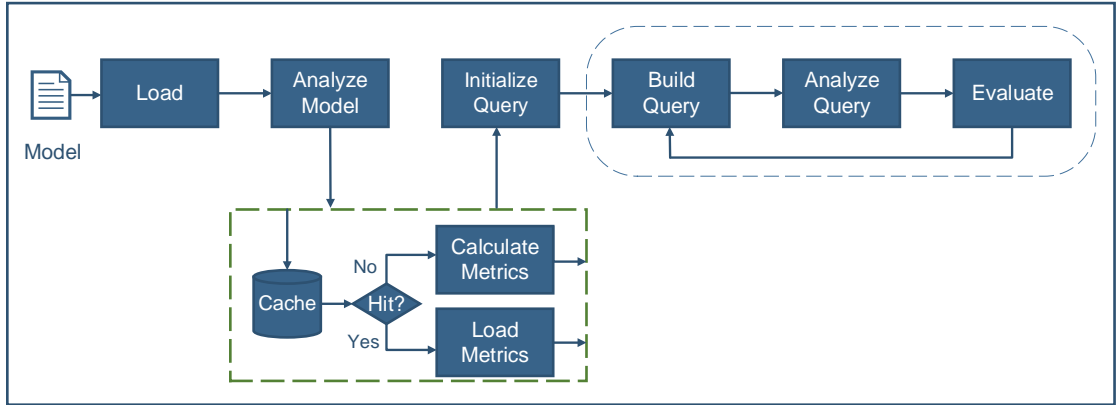 Model
Load
Analyze
Model
Initialize
Query
Build
Query
Analyze
Query
Evaluate
Cache
Hit?
No
Yes
Calculate
Metrics
Load
Metrics